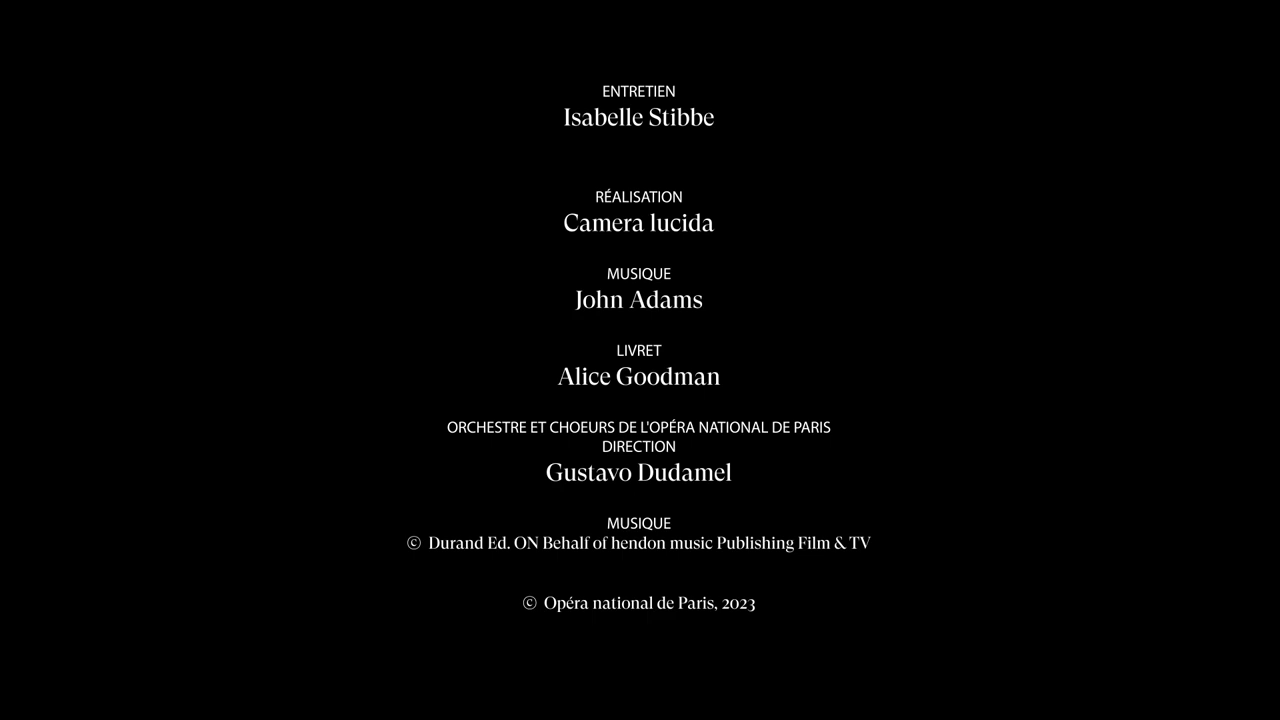 ENTRETIEN
Isabelle Stibbe
RÉALISATION
Camera lucida
MUSIQUE
John Adams
LIVRET
Alice Goodman
ORCHESTRE ET CHOEURS DE L'OPÉRA NATIONAL DE PARIS
DIRECTION
Gustavo Dudamel
MUSIQUE
© Durand Ed. ON Behalf of hendon music Publishing Film & TV
© Opéra national de Paris, 2023